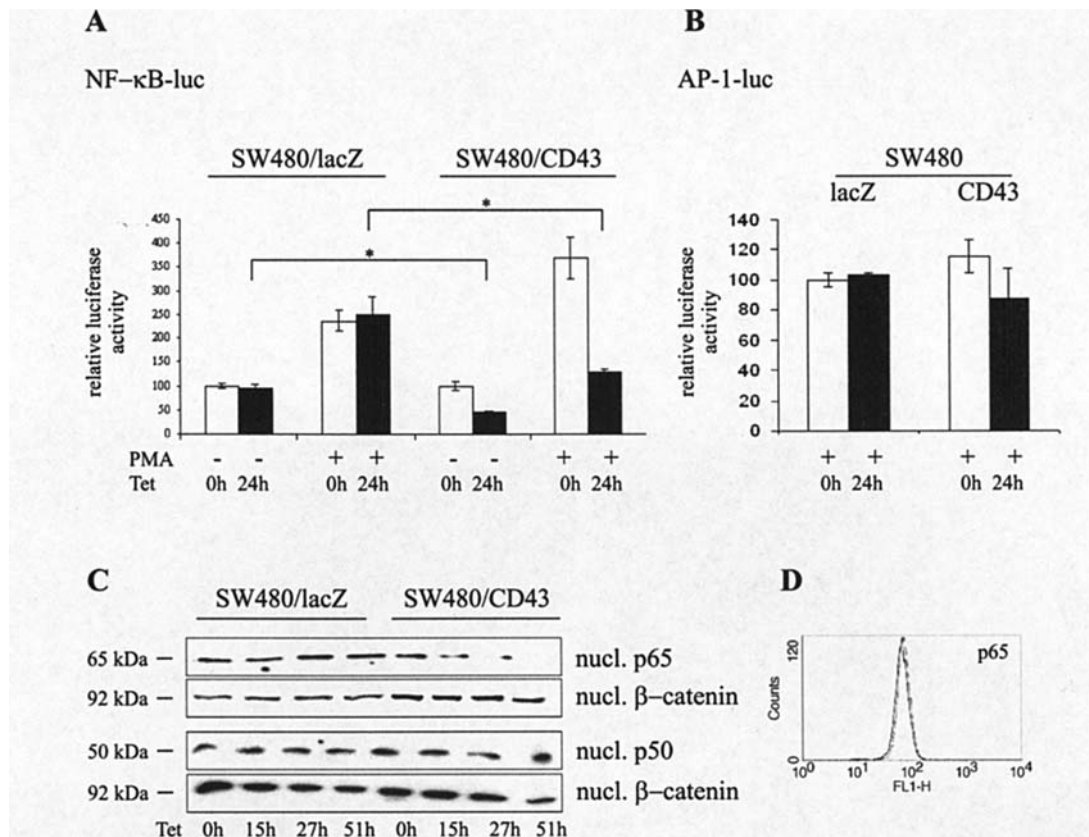 A
B
NF–κB-luc
AP-1-luc
SW480/lacZ SW480/CD43
SW480
lacZ CD43
relative luciferase activity
450
400
350
300
250
200
150
100
50
0
*
*
PMA - - + + - - + +
Tet 0h 24h 0h 24h 0h 24h 0h 24h
relative luciferase activity
140
120
100
80
60
40
20
0
+ + + +
0h 24h 0h 24h
C
D
SW480/lacZ SW480/CD43
65 kDa nucl. p65
92 kDa nucl. β–catenin
50 kDa nucl. p50
92 kDa nucl. β–catenin
Tet 0h 15h 27h 51h 0h 15h 27h 51h
p65
Counts
120
0
10⁰ 10¹ 10² 10³ 10⁴
FL1-H